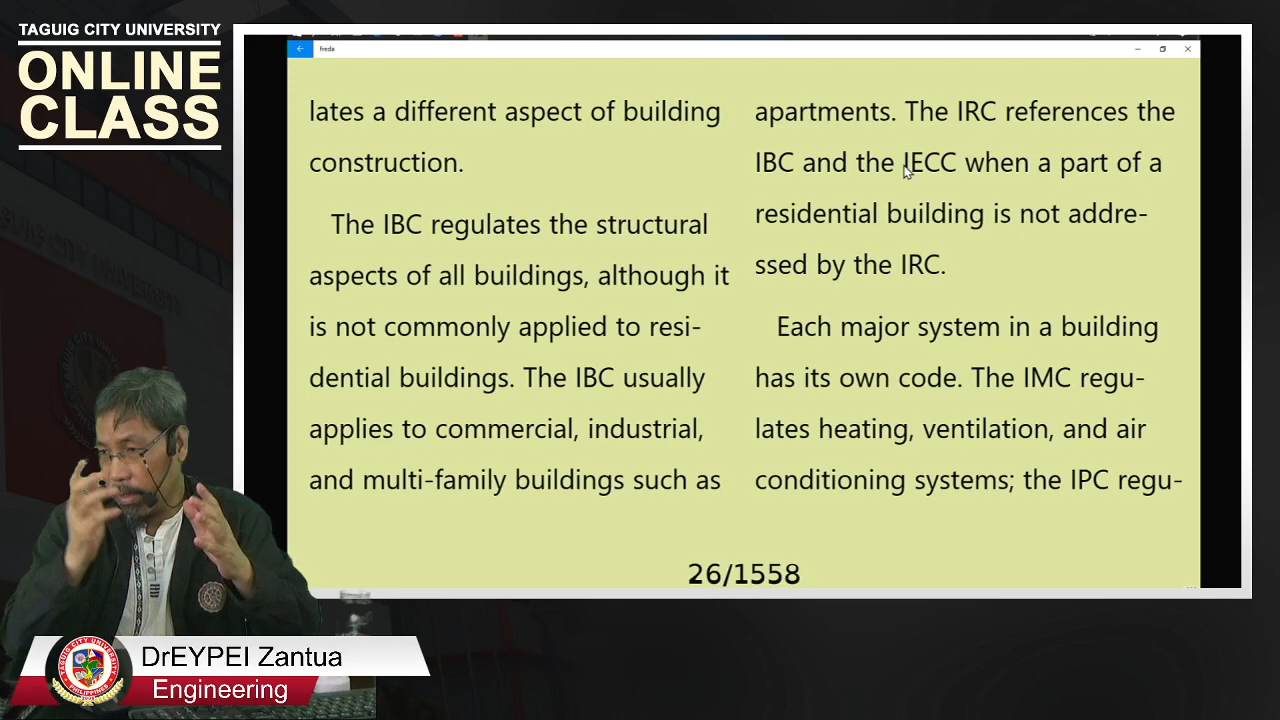 TAGUIG CITY UNIVERSITY
ONLINE
CLASS
freda
lates a different aspect of building
construction.
The IBC regulates the structural
aspects of all buildings, although it
is not commonly applied to resi-
dential buildings. The IBC usually
applies to commercial, industrial,
and multi-family buildings such as
apartments. The IRC references the
IBC and the IECC when a part of a
residential building is not addre-
ssed by the IRC.
Each major system in a building
has its own code. The IMC regu-
lates heating, ventilation, and air
conditioning systems; the IPC regu-
26/1558
DrEYPEI Zantua
Engineering